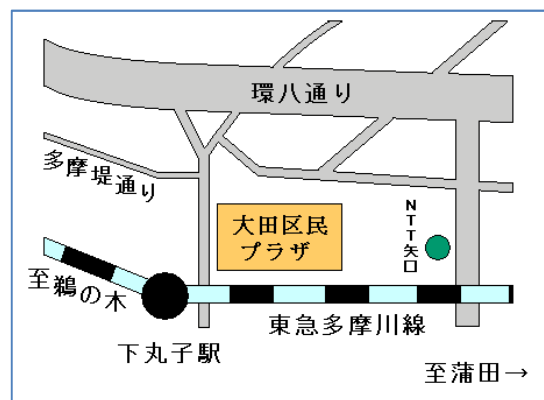 環八通り
多摩堤通り
大田区民
プラザ
NTT矢口
至鵜の木
東急多摩川線
下丸子駅
至蒲田→